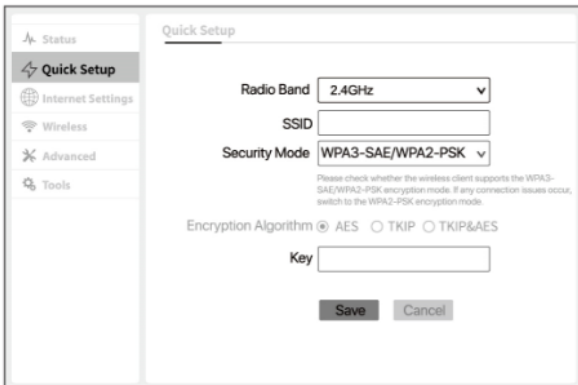 Status
Quick Setup
Internet Settings
Wireless
Advanced
Tools
Quick Setup
Radio Band 2.4GHz
SSID
Security Mode WPA3-SAE/WPA2-PSK
Please check whether the wireless client supports the WPA3-
SAE/WPA2-PSK encryption mode. If any connection issues occur,
switch to the WPA2-PSK encryption mode.
Encryption Algorithm AES TKIP TKIP&AES
Key
Save Cancel